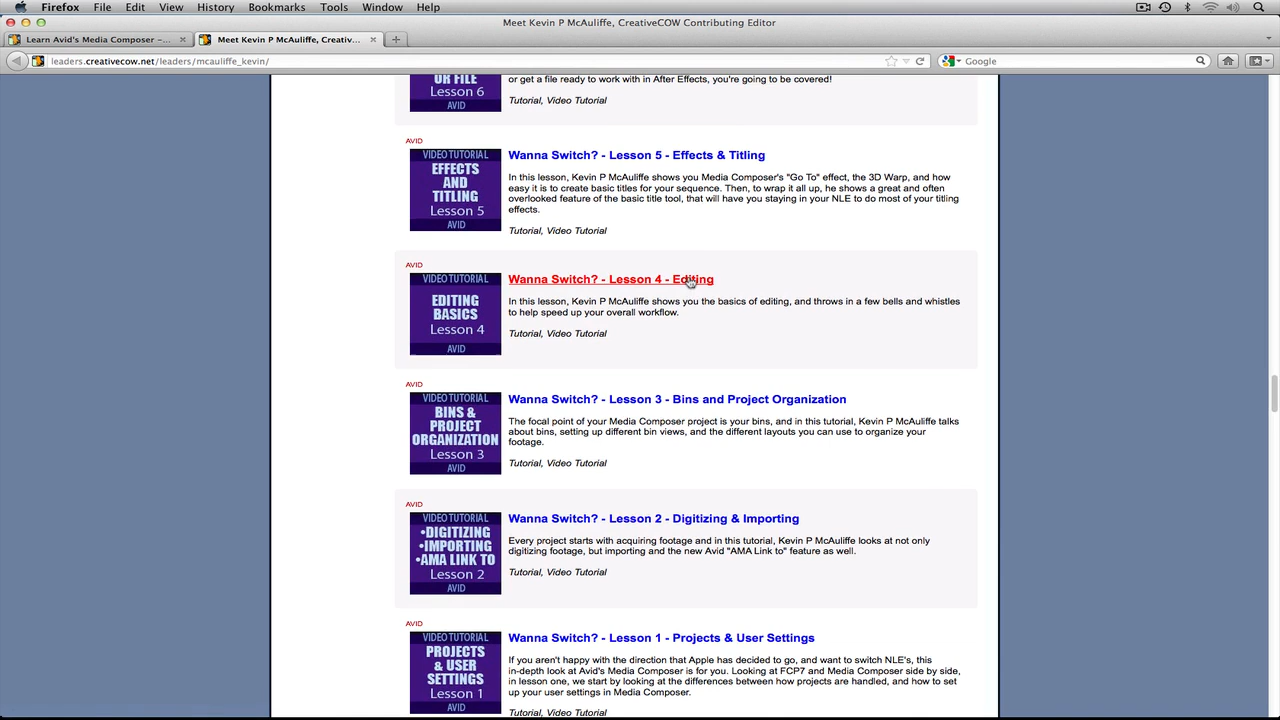 Firefox File Edit View History Bookmarks Tools Window Help
Meet Kevin P McAuliffe, CreativeCOW Contributing Editor
Learn Avid's Media Composer –...
Meet Kevin P McAuliffe, Creativ...
leaders.creativecow.net/leaders/mcauliffe_kevin/
Google
OR FILE
Lesson 6
AVID
or get a file ready to work with in After Effects, you're going to be covered!
Tutorial, Video Tutorial
AVID
VIDEO TUTORIAL
EFFECTS
AND
TITLING
Lesson 5
AVID
Wanna Switch? - Lesson 5 - Effects & Titling
In this lesson, Kevin P McAuliffe shows you Media Composer's "Go To" effect, the 3D Warp, and how
easy it is to create basic titles for your sequence. Then, to wrap it all up, he shows a great and often
overlooked feature of the basic title tool, that will have you staying in your NLE to do most of your titling
effects.
Tutorial, Video Tutorial
AVID
VIDEO TUTORIAL
EDITING
BASICS
Lesson 4
AVID
Wanna Switch? - Lesson 4 - Editing
In this lesson, Kevin P McAuliffe shows you the basics of editing, and throws in a few bells and whistles
to help speed up your overall workflow.
Tutorial, Video Tutorial
AVID
VIDEO TUTORIAL
BINS &
PROJECT
ORGANIZATION
Lesson 3
AVID
Wanna Switch? - Lesson 3 - Bins and Project Organization
The focal point of your Media Composer project is your bins, and in this tutorial, Kevin P McAuliffe talks
about bins, setting up different bin views, and the different layouts you can use to organize your
footage.
Tutorial, Video Tutorial
AVID
VIDEO TUTORIAL
•DIGITIZING
•IMPORTING
•AMA LINK TO
Lesson 2
AVID
Wanna Switch? - Lesson 2 - Digitizing & Importing
Every project starts with acquiring footage and in this tutorial, Kevin P McAuliffe looks at not only
digitizing footage, but importing and the new Avid "AMA Link to" feature as well.
Tutorial, Video Tutorial
AVID
VIDEO TUTORIAL
PROJECTS
& USER
SETTINGS
Lesson 1
AVID
Wanna Switch? - Lesson 1 - Projects & User Settings
If you aren't happy with the direction that Apple has decided to go, and want to switch NLE's, this
in-depth look at Avid's Media Composer is for you. Looking at FCP7 and Media Composer side by side,
in lesson one, we start by looking at the differences between how projects are handled, and how to set
up your user settings in Media Composer.
Tutorial, Video Tutorial